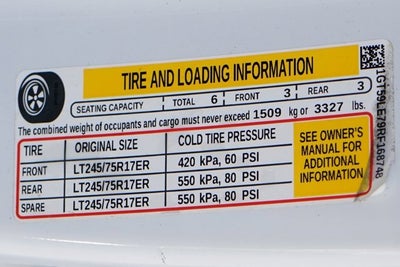 TIRE AND LOADING INFORMATION
SEATING CAPACITY TOTAL 6 FRONT 3 REAR 3
The combined weight of occupants and cargo must never exceed 1509 kg or 3327 lbs.
TIRE ORIGINAL SIZE COLD TIRE PRESSURE
FRONT LT245/75R17ER 420 kPa, 60 PSI
REAR LT245/75R17ER 550 kPa, 80 PSI
SPARE LT245/75R17ER 550 kPa, 80 PSI
SEE OWNER'S
MANUAL FOR
ADDITIONAL
INFORMATION